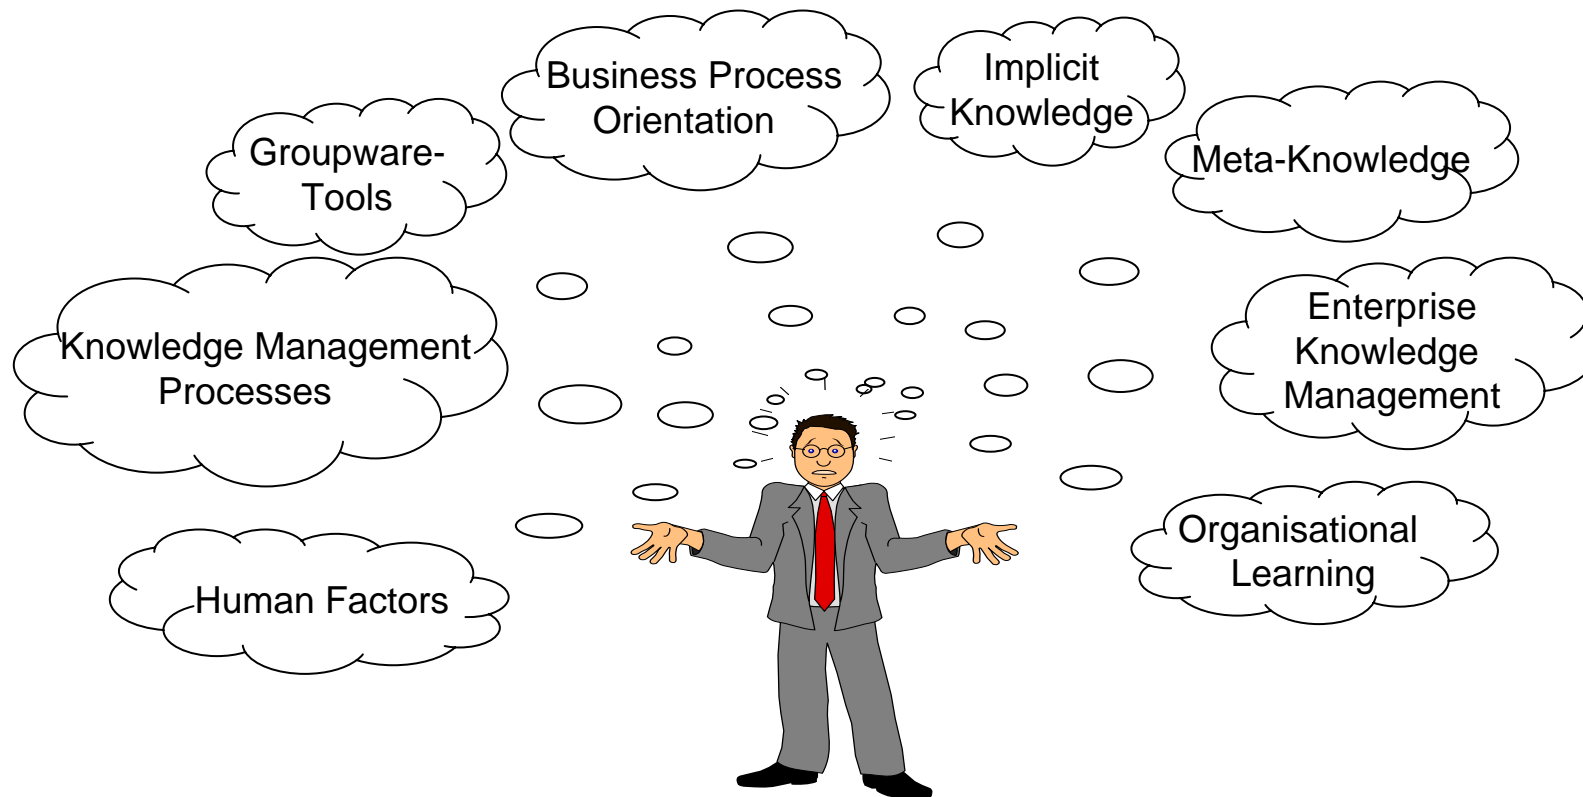 Business Process
Orientation
Implicit
Knowledge
Groupware-
Tools
Meta-Knowledge
Knowledge Management
Processes
Enterprise
Knowledge
Management
Human Factors
Organisational
Learning